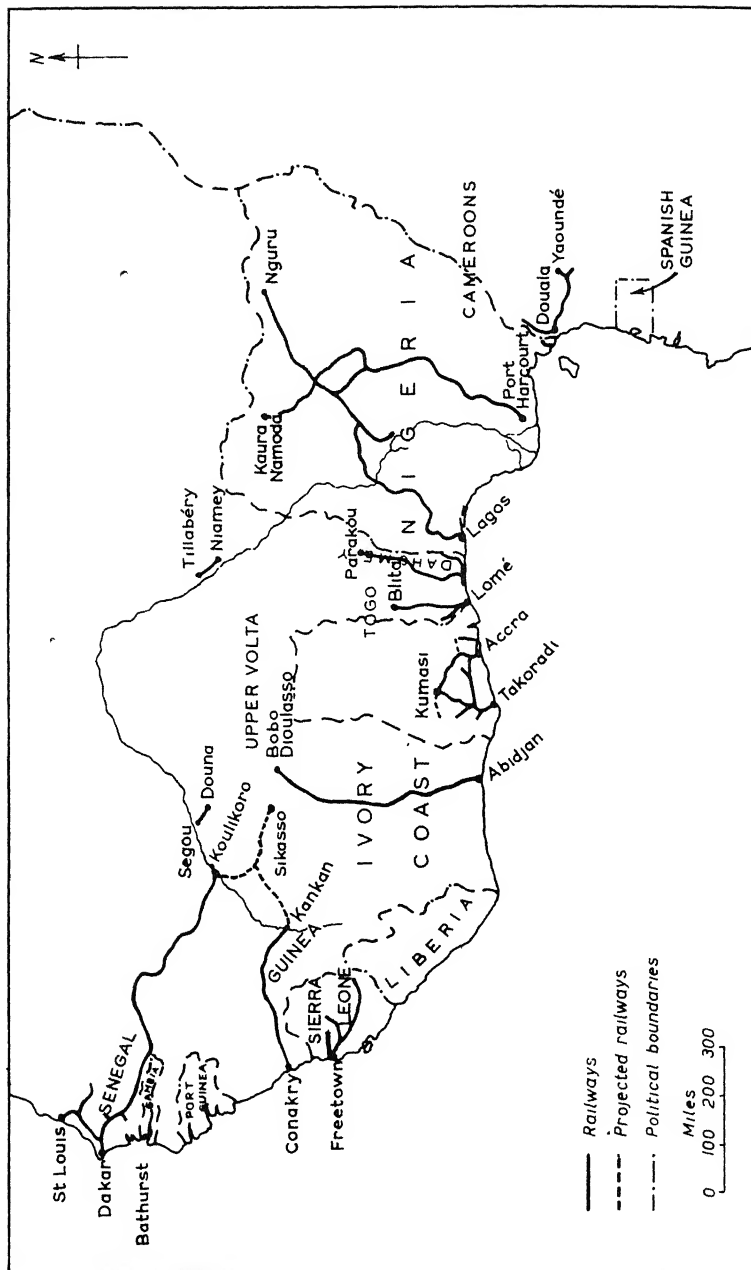 N
St Louis
Dakar
Bathurst
SENEGAL
GAMBIA
PORT
GUINEA
Conakry
Freetown
GUINEA
SIERRA
LEONE
LIBERIA
Kankan
Sikasso
Koulikoro
Segou
Douna
UPPER VOLTA
Bobo
Dioulasso
IVORY
COAST
Abidjan
Kumasi
Takoradi
Accra
TOGO
Blita
Lomé
Parakou
DAHOMEY
Tillabéry
Niamey
Kaura
Namoda
Nguru
NIGERIA
Lagos
Port
Harcourt
CAMEROONS
Douala
Yaoundé
SPANISH
GUINEA
Railways
Projected railways
Political boundaries
Miles
0 100 200 300